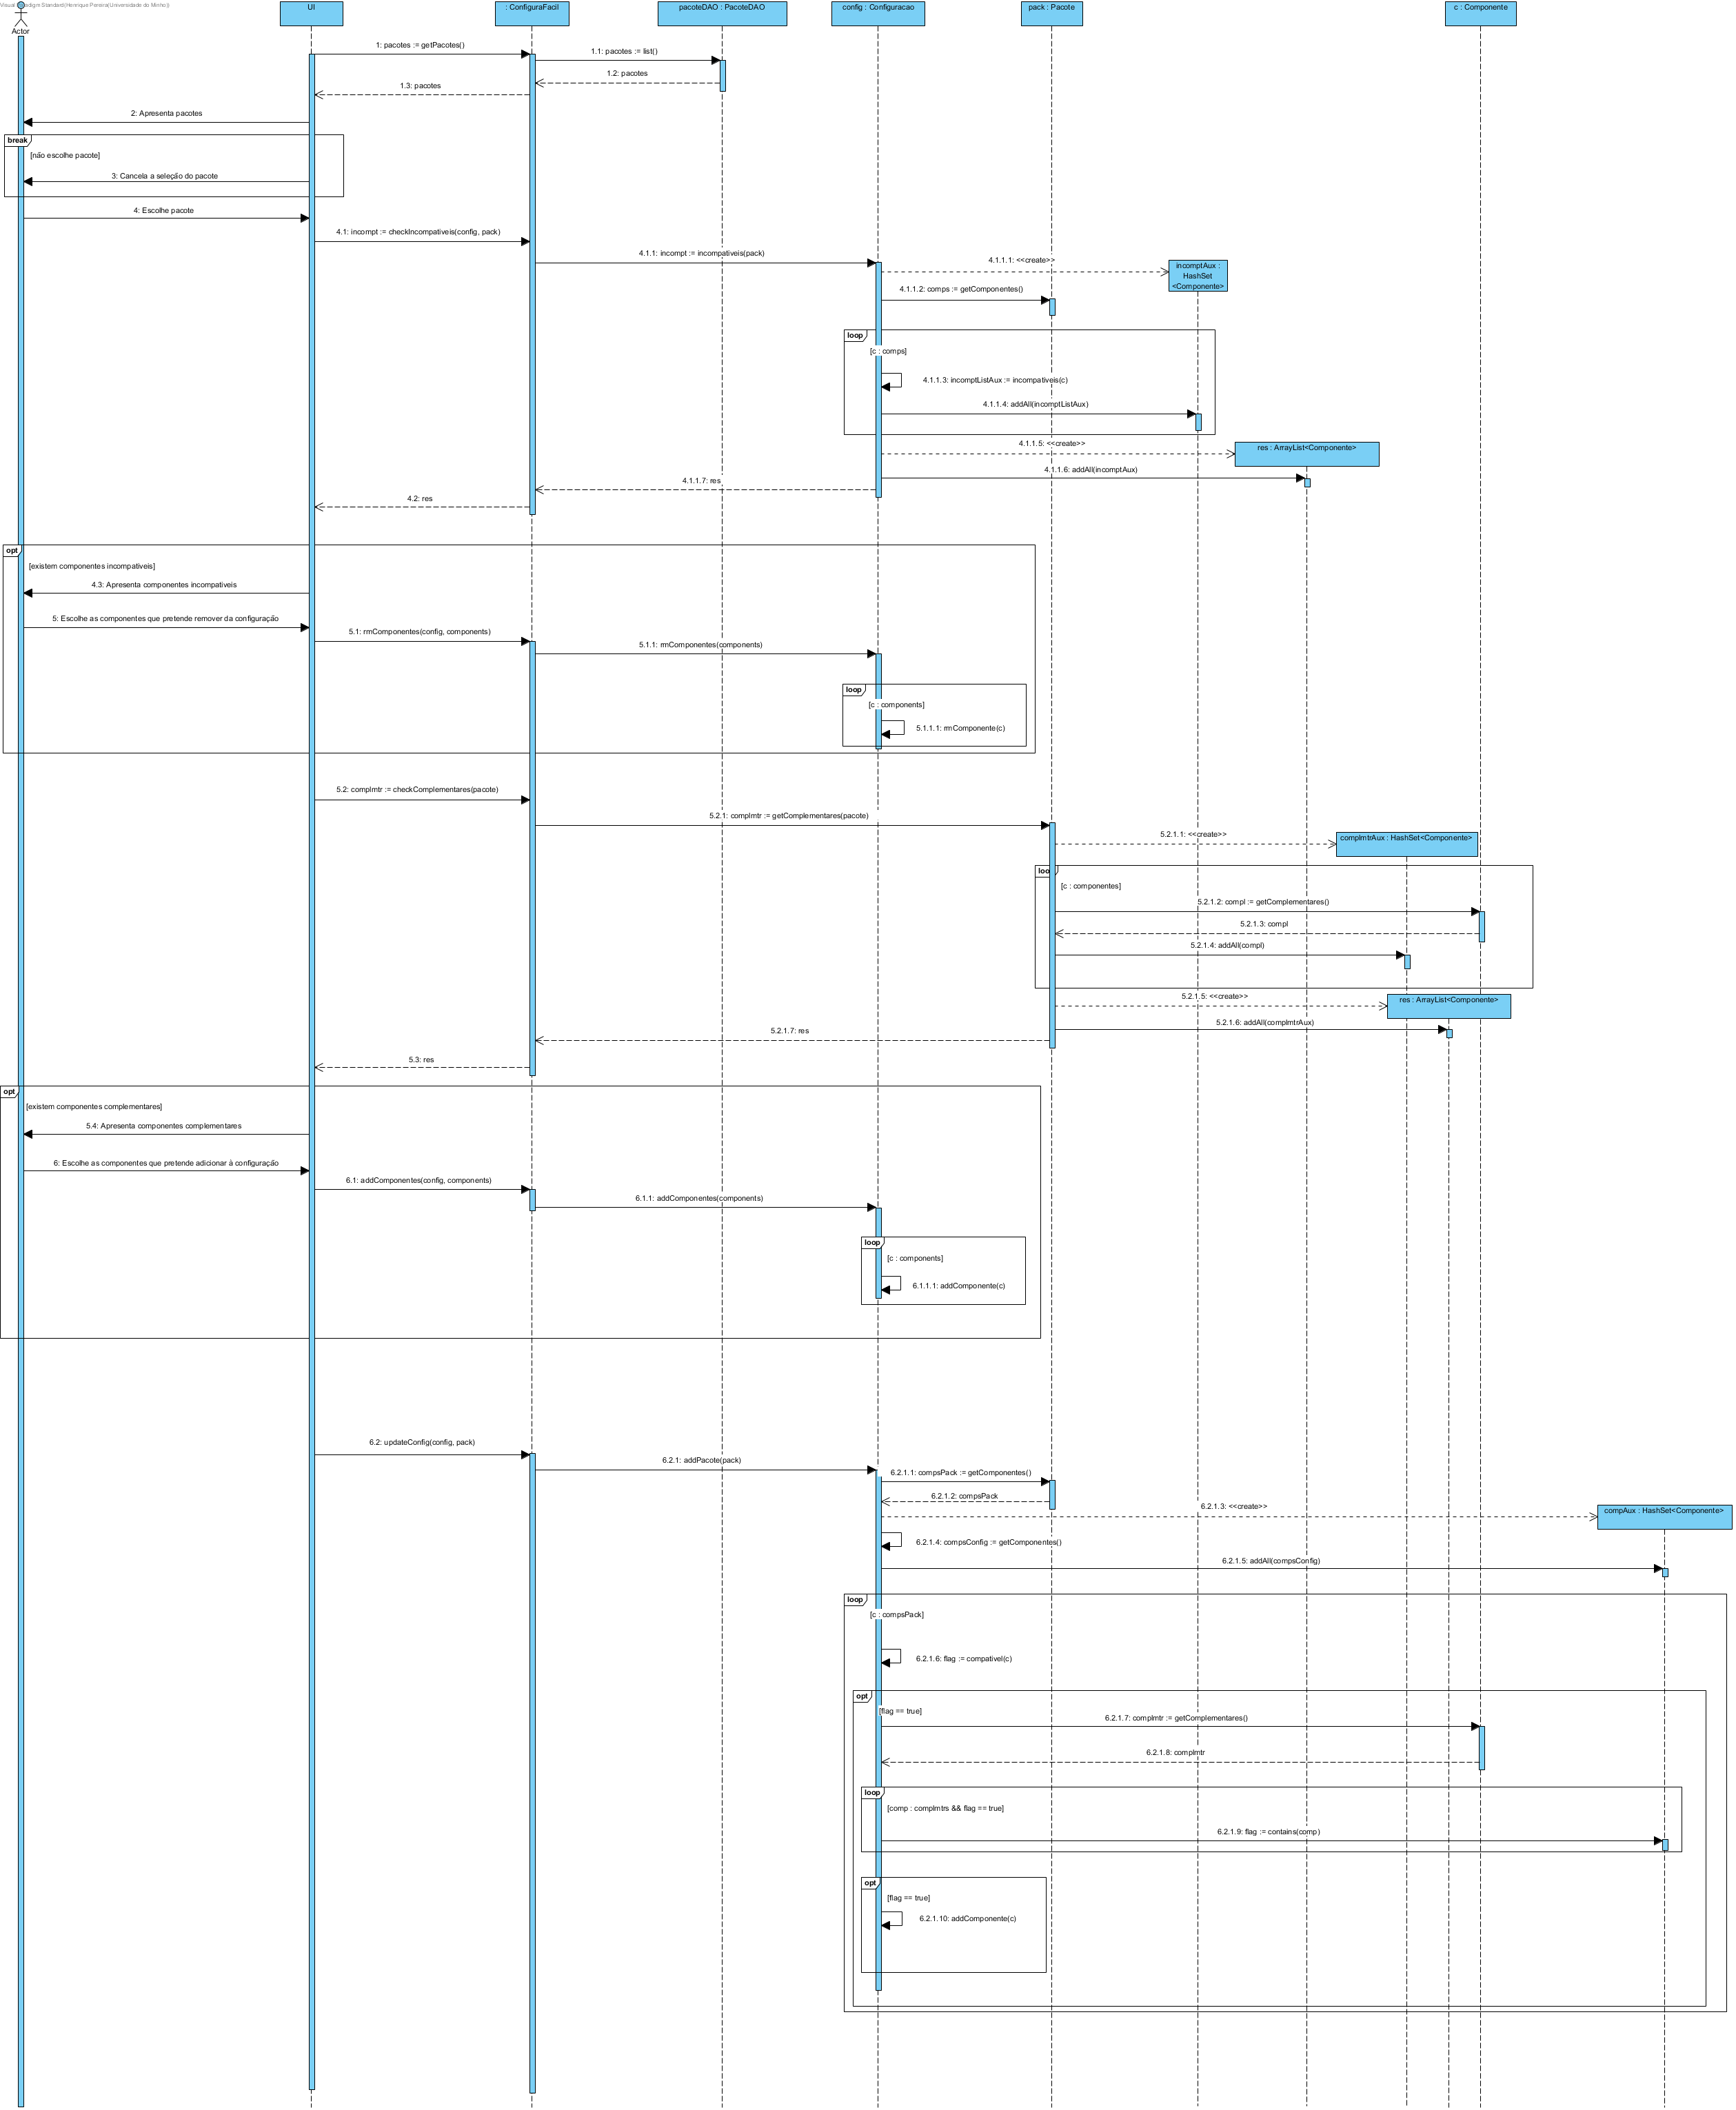 Visual Paradigm Standard(Henrique Pereira(Universidade do Minho))
Actor
UI
: ConfiguraFacil
pacoteDAO : PacoteDAO
config : Configuracao
pack : Pacote
c : Componente
1: pacotes := getPacotes()
1.1: pacotes := list()
1.2: pacotes
1.3: pacotes
2: Apresenta pacotes
break
[não escolhe pacote]
3: Cancela a seleção do pacote
4: Escolhe pacote
4.1: incompt := checkIncompativeis(config, pack)
4.1.1: incompt := incompativeis(pack)
4.1.1.1: <<create>>
incomptAux :
HashSet
<Componente>
4.1.1.2: comps := getComponentes()
loop
[c : comps]
4.1.1.3: incomptListAux := incompativeis(c)
4.1.1.4: addAll(incomptListAux)
4.1.1.5: <<create>>
res : ArrayList<Componente>
4.1.1.6: addAll(incomptAux)
4.1.1.7: res
4.2: res
opt
[existem componentes incompativeis]
4.3: Apresenta componentes incompativeis
5: Escolhe as componentes que pretende remover da configuração
5.1: rmComponentes(config, components)
5.1.1: rmComponentes(components)
loop
[c : components]
5.1.1.1: rmComponente(c)
5.2: complmtr := checkComplementares(pacote)
5.2.1: complmtr := getComplementares(pacote)
5.2.1.1: <<create>>
complmtrAux : HashSet<Componente>
loop
[c : componentes]
5.2.1.2: compl := getComplementares()
5.2.1.3: compl
5.2.1.4: addAll(compl)
5.2.1.5: <<create>>
res : ArrayList<Componente>
5.2.1.6: addAll(complmtrAux)
5.2.1.7: res
5.3: res
opt
[existem componentes complementares]
5.4: Apresenta componentes complementares
6: Escolhe as componentes que pretende adicionar à configuração
6.1: addComponentes(config, components)
6.1.1: addComponentes(components)
loop
[c : components]
6.1.1.1: addComponente(c)
6.2: updateConfig(config, pack)
6.2.1: addPacote(pack)
6.2.1.1: compsPack := getComponentes()
6.2.1.2: compsPack
6.2.1.3: <<create>>
compAux : HashSet<Componente>
6.2.1.4: compsConfig := getComponentes()
6.2.1.5: addAll(compsConfig)
loop
[c : compsPack]
6.2.1.6: flag := compativel(c)
opt
[flag == true]
6.2.1.7: complmtr := getComplementares()
6.2.1.8: complmtr
loop
[comp : complmtrs && flag == true]
6.2.1.9: flag := contains(comp)
opt
[flag == true]
6.2.1.10: addComponente(c)